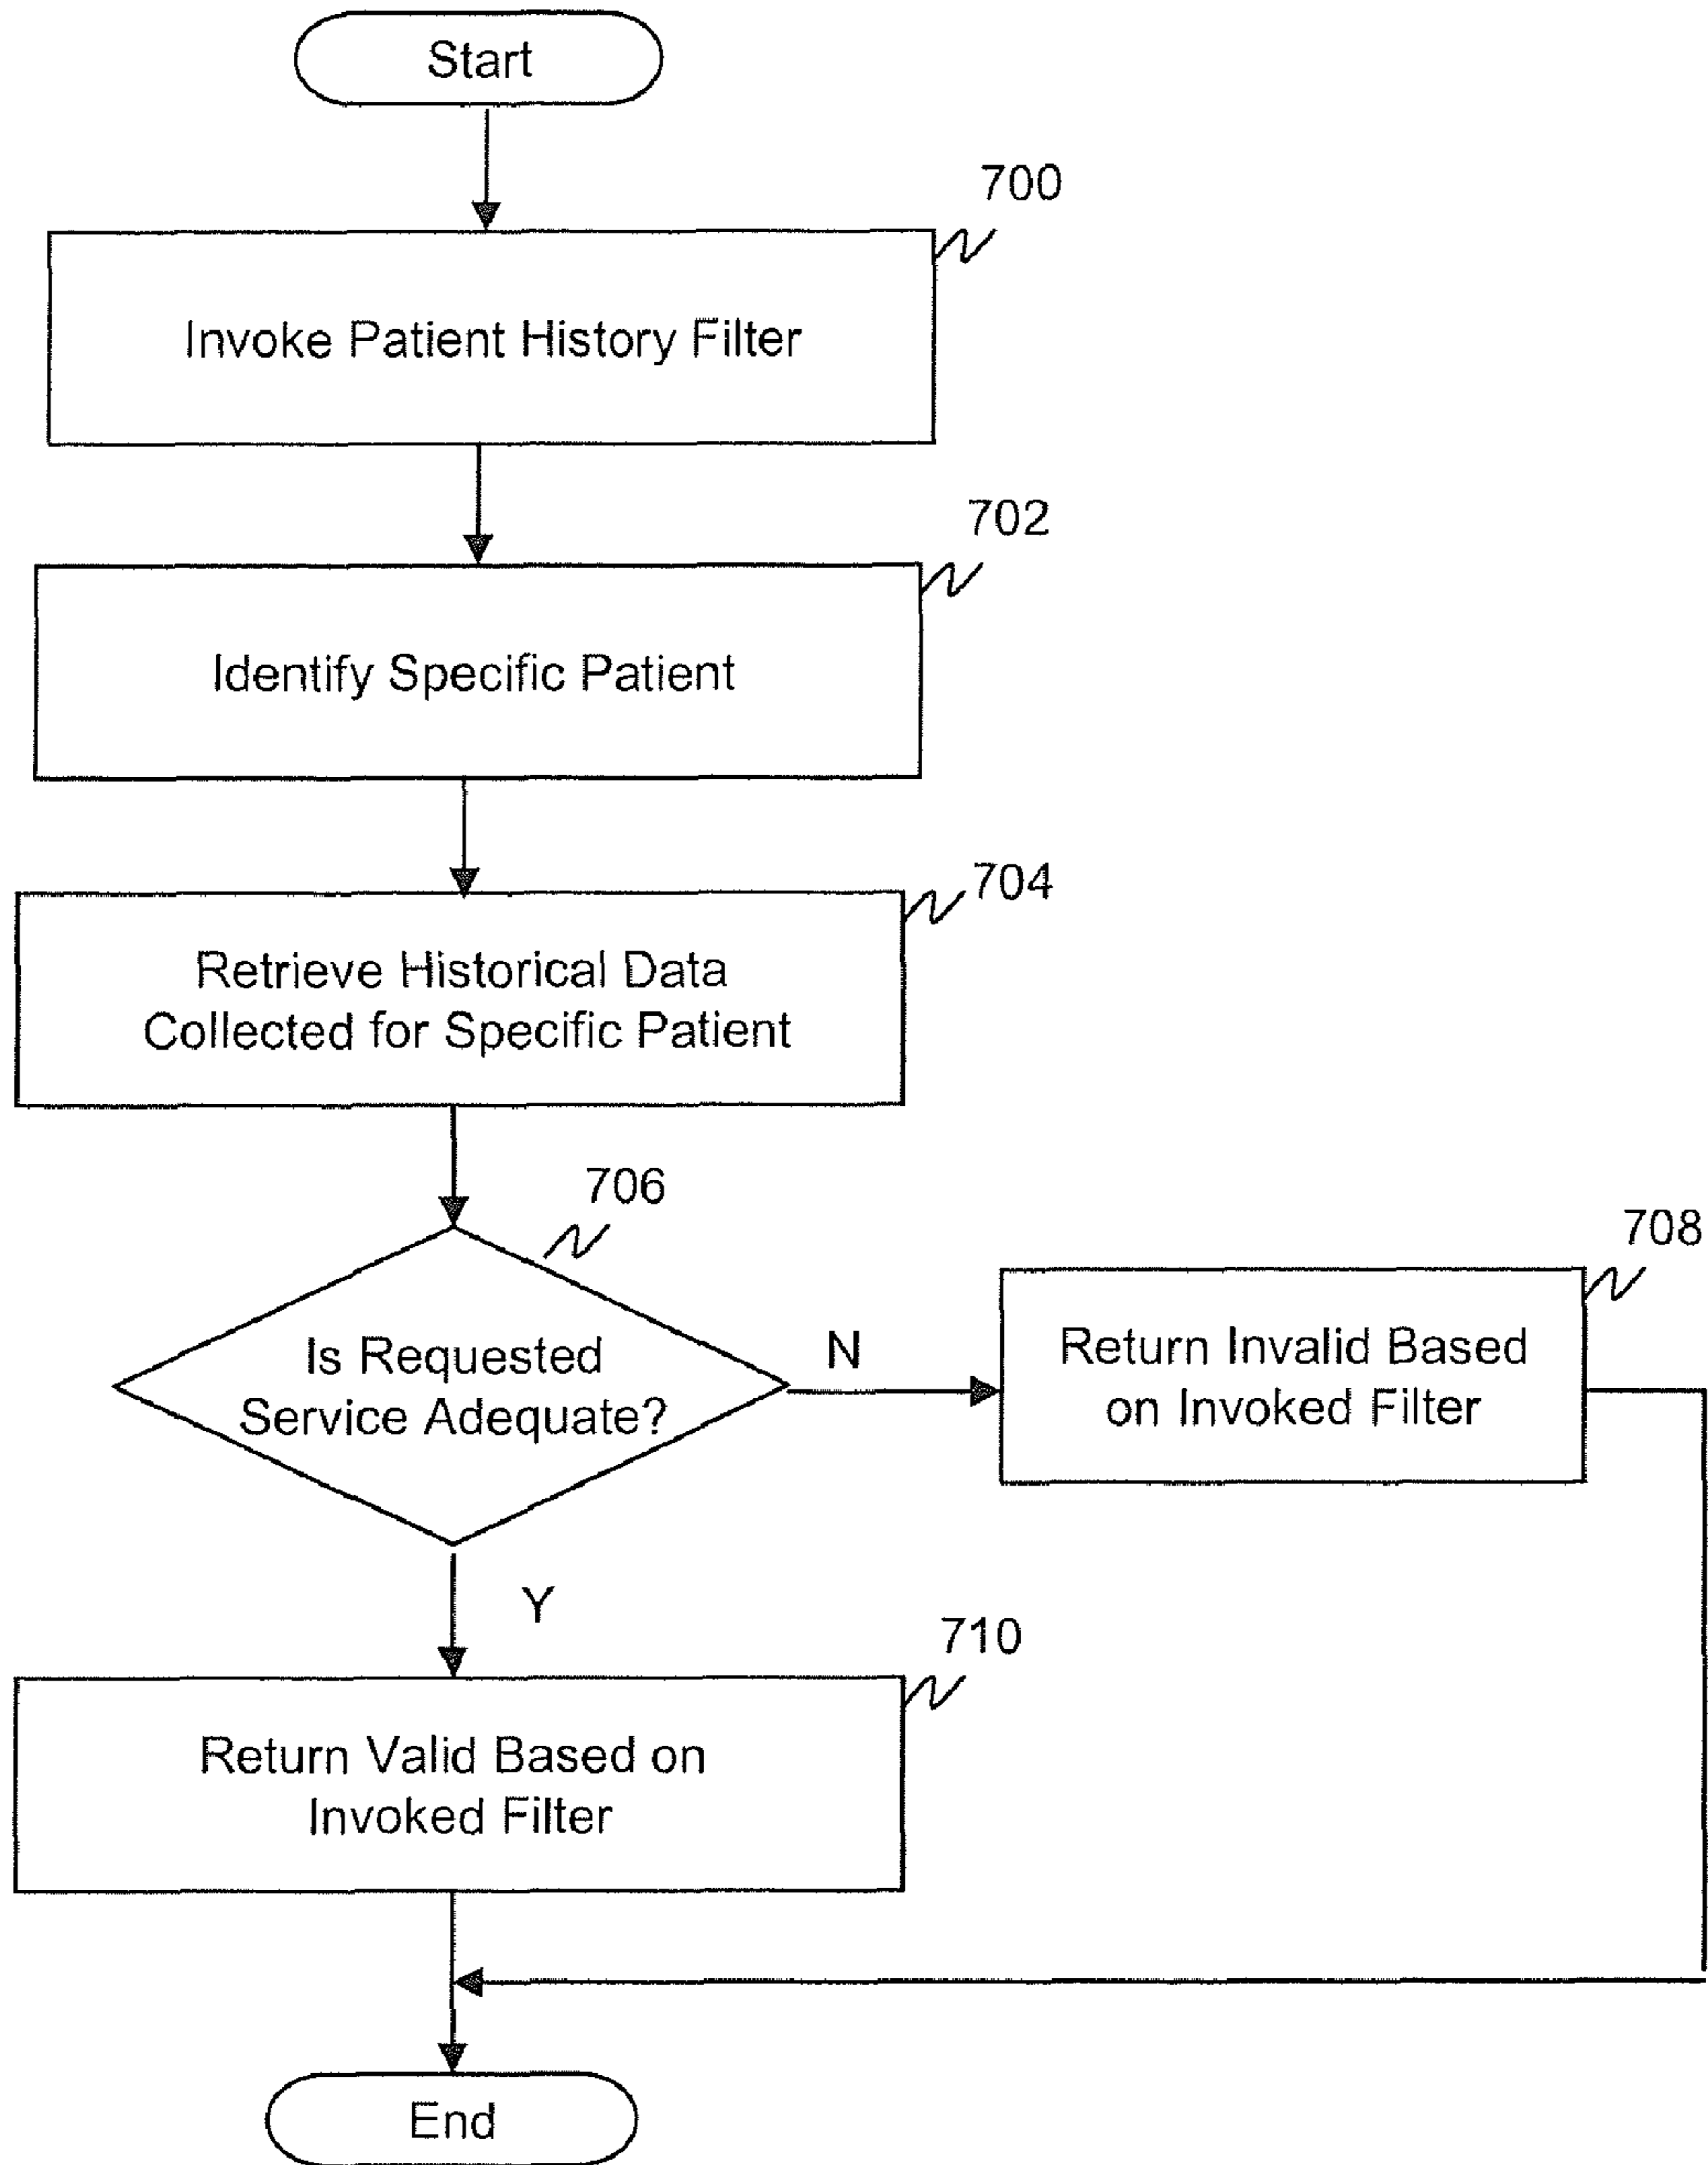 Start
700
Invoke Patient History Filter
702
Identify Specific Patient
704
Retrieve Historical Data
Collected for Specific Patient
706
Is Requested
Service Adequate?
N
708
Return Invalid Based
on Invoked Filter
Y
710
Return Valid Based on
Invoked Filter
End